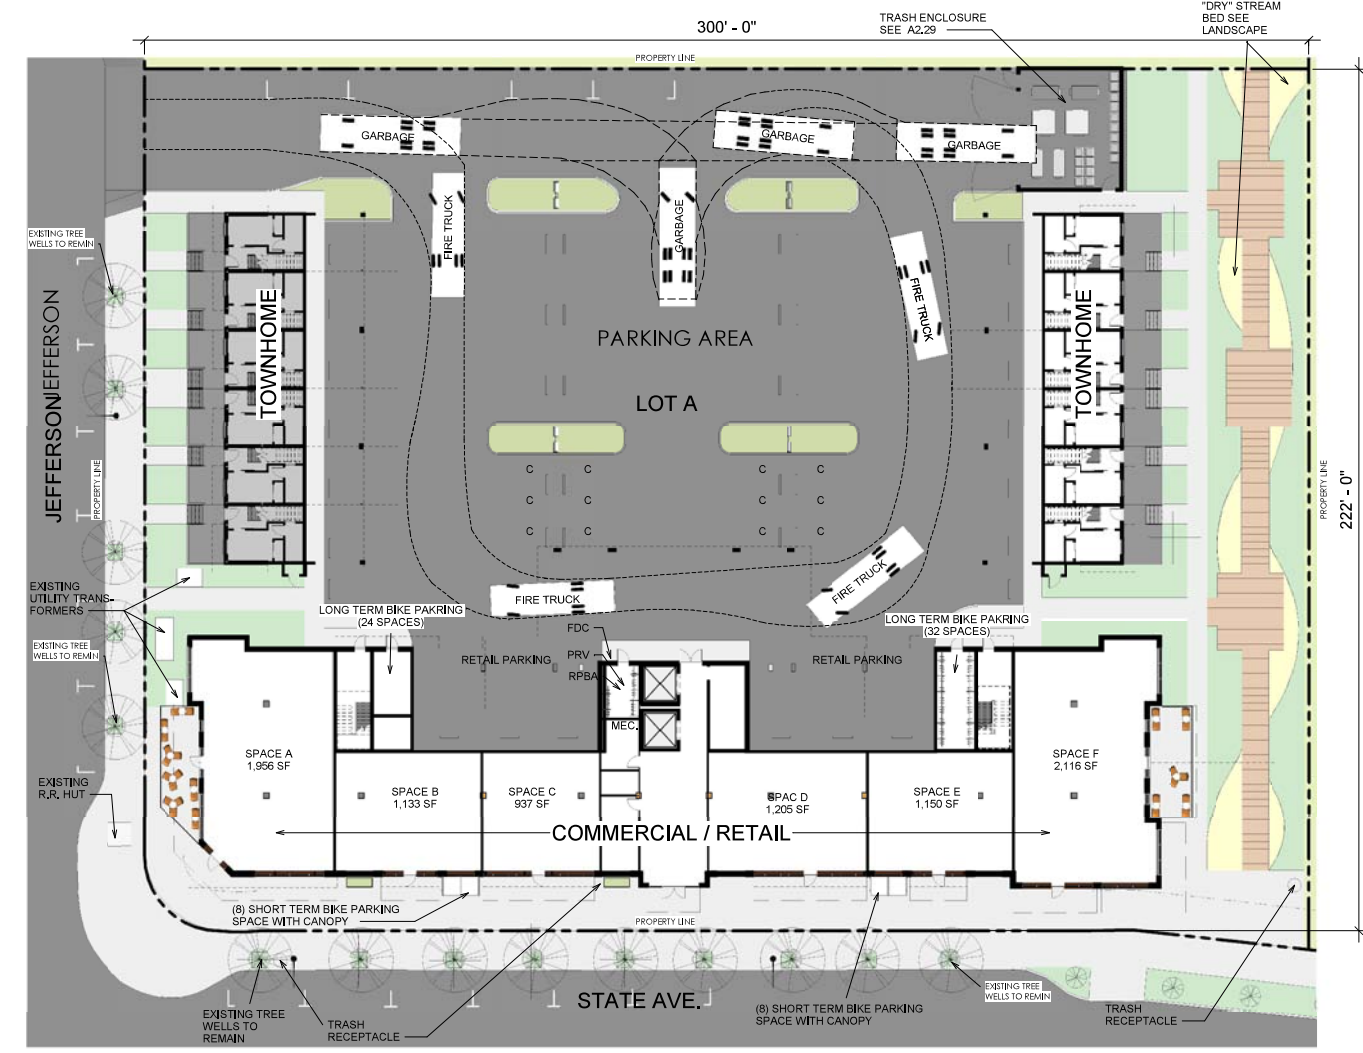 300' - 0"
TRASH ENCLOSURE
SEE A2.29
"DRY" STREAM
BED SEE
LANDSCAPE
PROPERTY LINE
GARBAGE
GARBAGE
GARBAGE
GARBAGE
FIRE TRUCK
FIRE TRUCK
EXISTING TREE
WELLS TO REMIN
JEFFERSON
JEFFERSON
PROPERTY LINE
TOWNHOME
TOWNHOME
PARKING AREA
LOT A
C C C C
C C C C
C C C C
PROPERTY LINE
222' - 0"
FIRE TRUCK
FIRE TRUCK
EXISTING
UTILITY TRANS-
FORMERS
EXISTING TREE
WELLS TO REMIN
LONG TERM BIKE PAKRING
(24 SPACES)
FDC
PRV
RPBA
MEC.
LONG TERM BIKE PAKRING
(32 SPACES)
RETAIL PARKING
RETAIL PARKING
EXISTING
R.R. HUT
SPACE A
1,956 SF
SPACE B
1,133 SF
SPACE C
937 SF
SPAC D
1,205 SF
SPACE E
1,150 SF
SPACE F
2,116 SF
COMMERCIAL / RETAIL
(8) SHORT TERM BIKE PARKING
SPACE WITH CANOPY
PROPERTY LINE
EXISTING TREE
WELLS TO
REMAIN
TRASH
RECEPTACLE
STATE AVE.
(8) SHORT TERM BIKE PARKING
SPACE WITH CANOPY
EXISTING TREE
WELLS TO REMIN
TRASH
RECEPTACLE